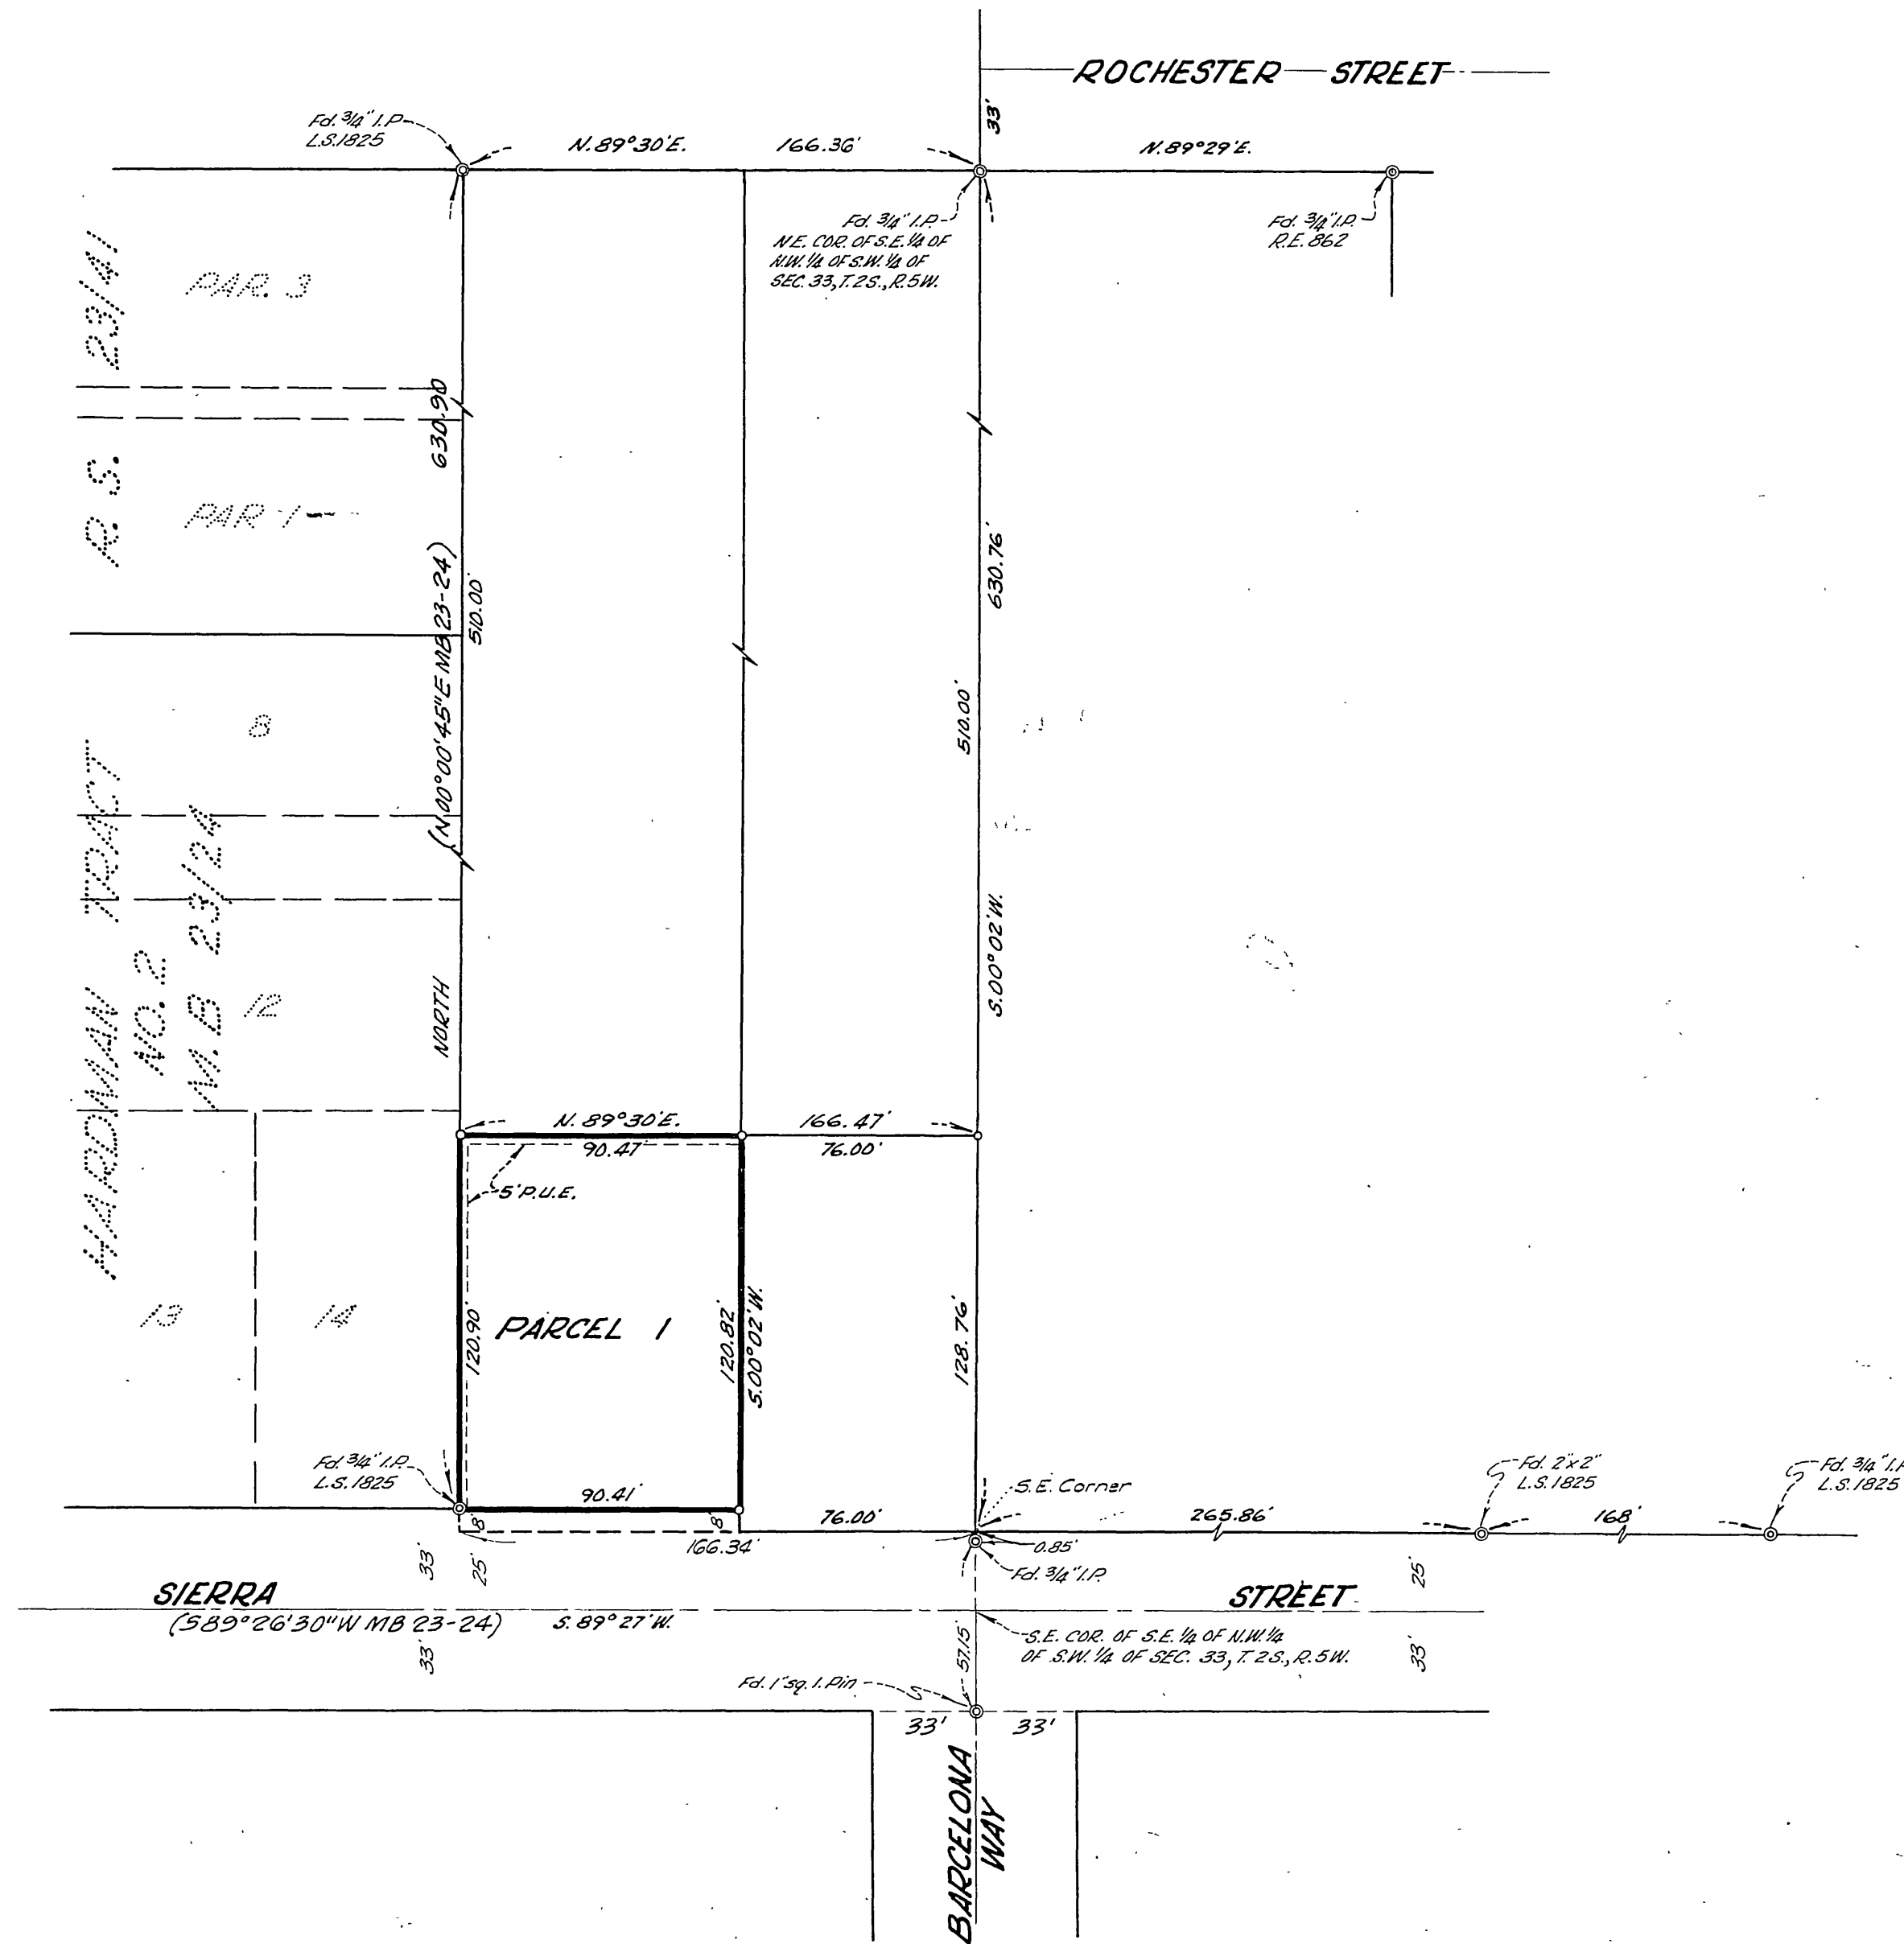 ROCHESTER STREET
33'
Fd. 3/4" I.P.
L.S.1825
N.89°30'E.
166.36'
N.89°29'E.
Fd. 3/4" I.P.
N.E. COR. OF S.E. 1/4 OF
N.W. 1/4 OF S.W. 1/4 OF
SEC. 33, T.2S., R.5W.
Fd. 3/4" I.P.
R.E. 862
R. S. 23/41
PAR. 3
PAR 1
630.90
(N00°00'45"E MB 23-24)
510.00'
NORTH
630.76'
510.00'
S.00°02'W.
HARDMAN TRACT
NO. 2
M.B 23/24
8
12
13
14
N. 89°30'E.
166.47'
90.47
76.00'
5' P.U.E.
PARCEL 1
120.90'
120.82'
S.00°02'W.
128.76'
Fd. 3/4" I.P.
L.S. 1825
90.41'
8'
8'
76.00'
166.34'
S.E. Corner
265.86'
Fd. 2"x2"
L.S.1825
168'
Fd. 3/4" I.P
L.S.1825
0.85'
Fd. 3/4" I.P.
33'
25'
25'
SIERRA STREET
(S89°26'30"W MB 23-24)
S. 89°27'W.
33'
33'
S.E. COR. OF S.E. 1/4 OF N.W. 1/4
OF S.W. 1/4 OF SEC. 33, T. 2S., R. 5W.
57.15'
Fd. 1" sq. I. Pin
33'
33'
BARCELONA
WAY